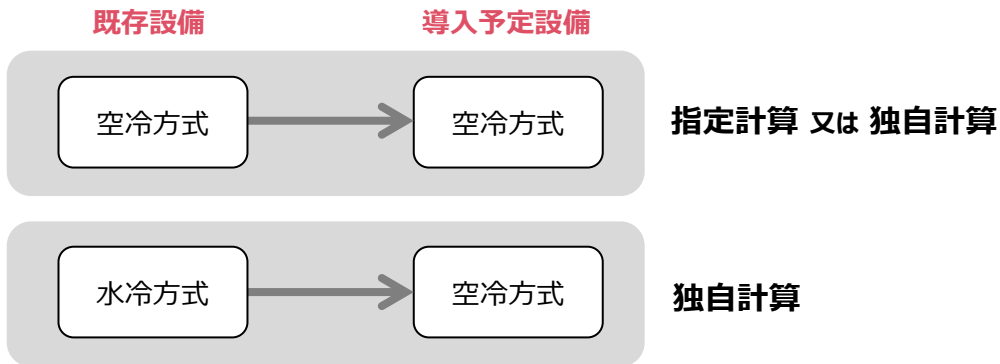 既存設備 導入予定設備
空冷方式 空冷方式 指定計算 又は 独自計算
水冷方式 空冷方式 独自計算